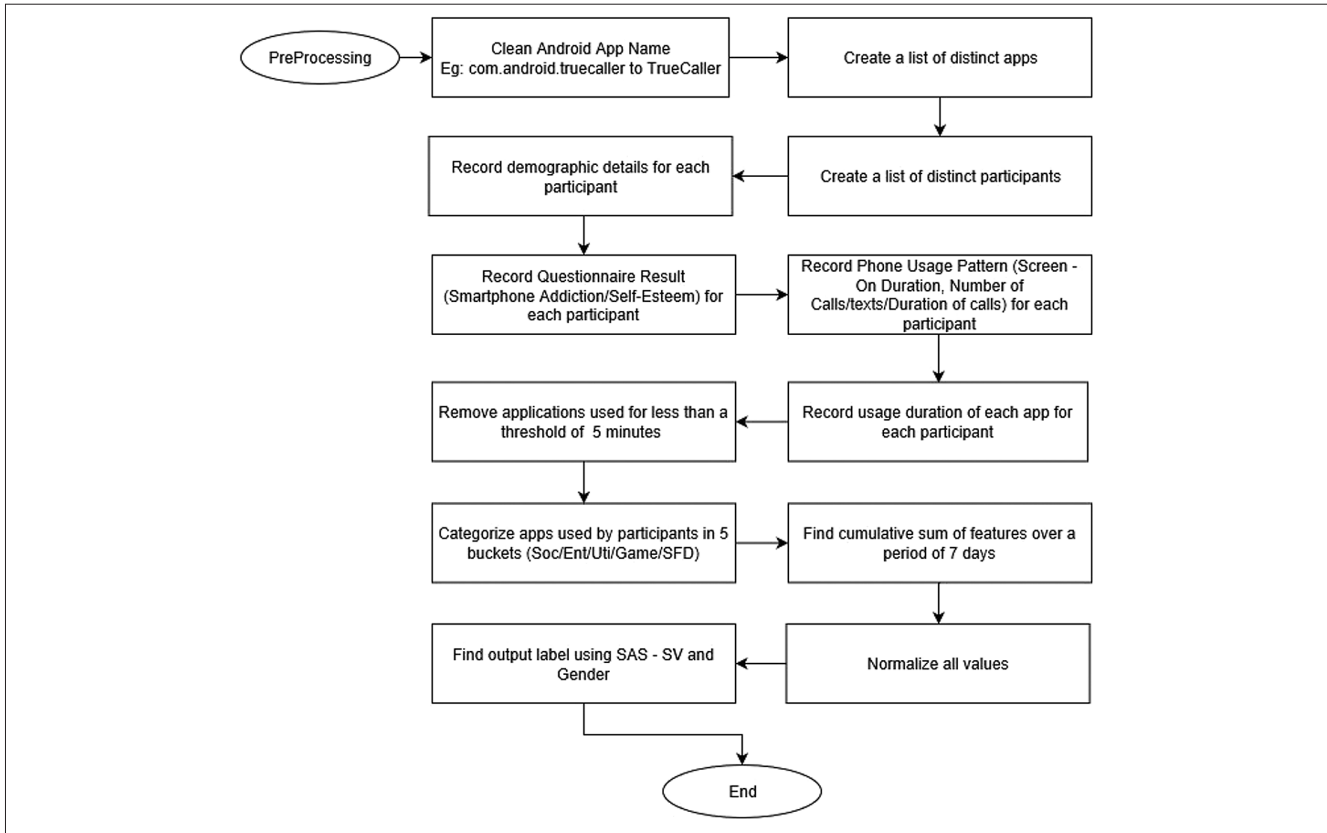 PreProcessing
Clean Android App Name
Eg: com.android.truecaller to TrueCaller
Create a list of distinct apps
Create a list of distinct participants
Record demographic details for each
participant
Record Questionnaire Result
(Smartphone Addiction/Self-Esteem) for
each participant
Record Phone Usage Pattern (Screen -
On Duration, Number of
Calls/texts/Duration of calls) for each
participant
Record usage duration of each app for
each participant
Remove applications used for less than a
threshold of 5 minutes
Categorize apps used by participants in 5
buckets (Soc/Ent/Uti/Game/SFD)
Find cumulative sum of features over a
period of 7 days
Normalize all values
Find output label using SAS - SV and
Gender
End